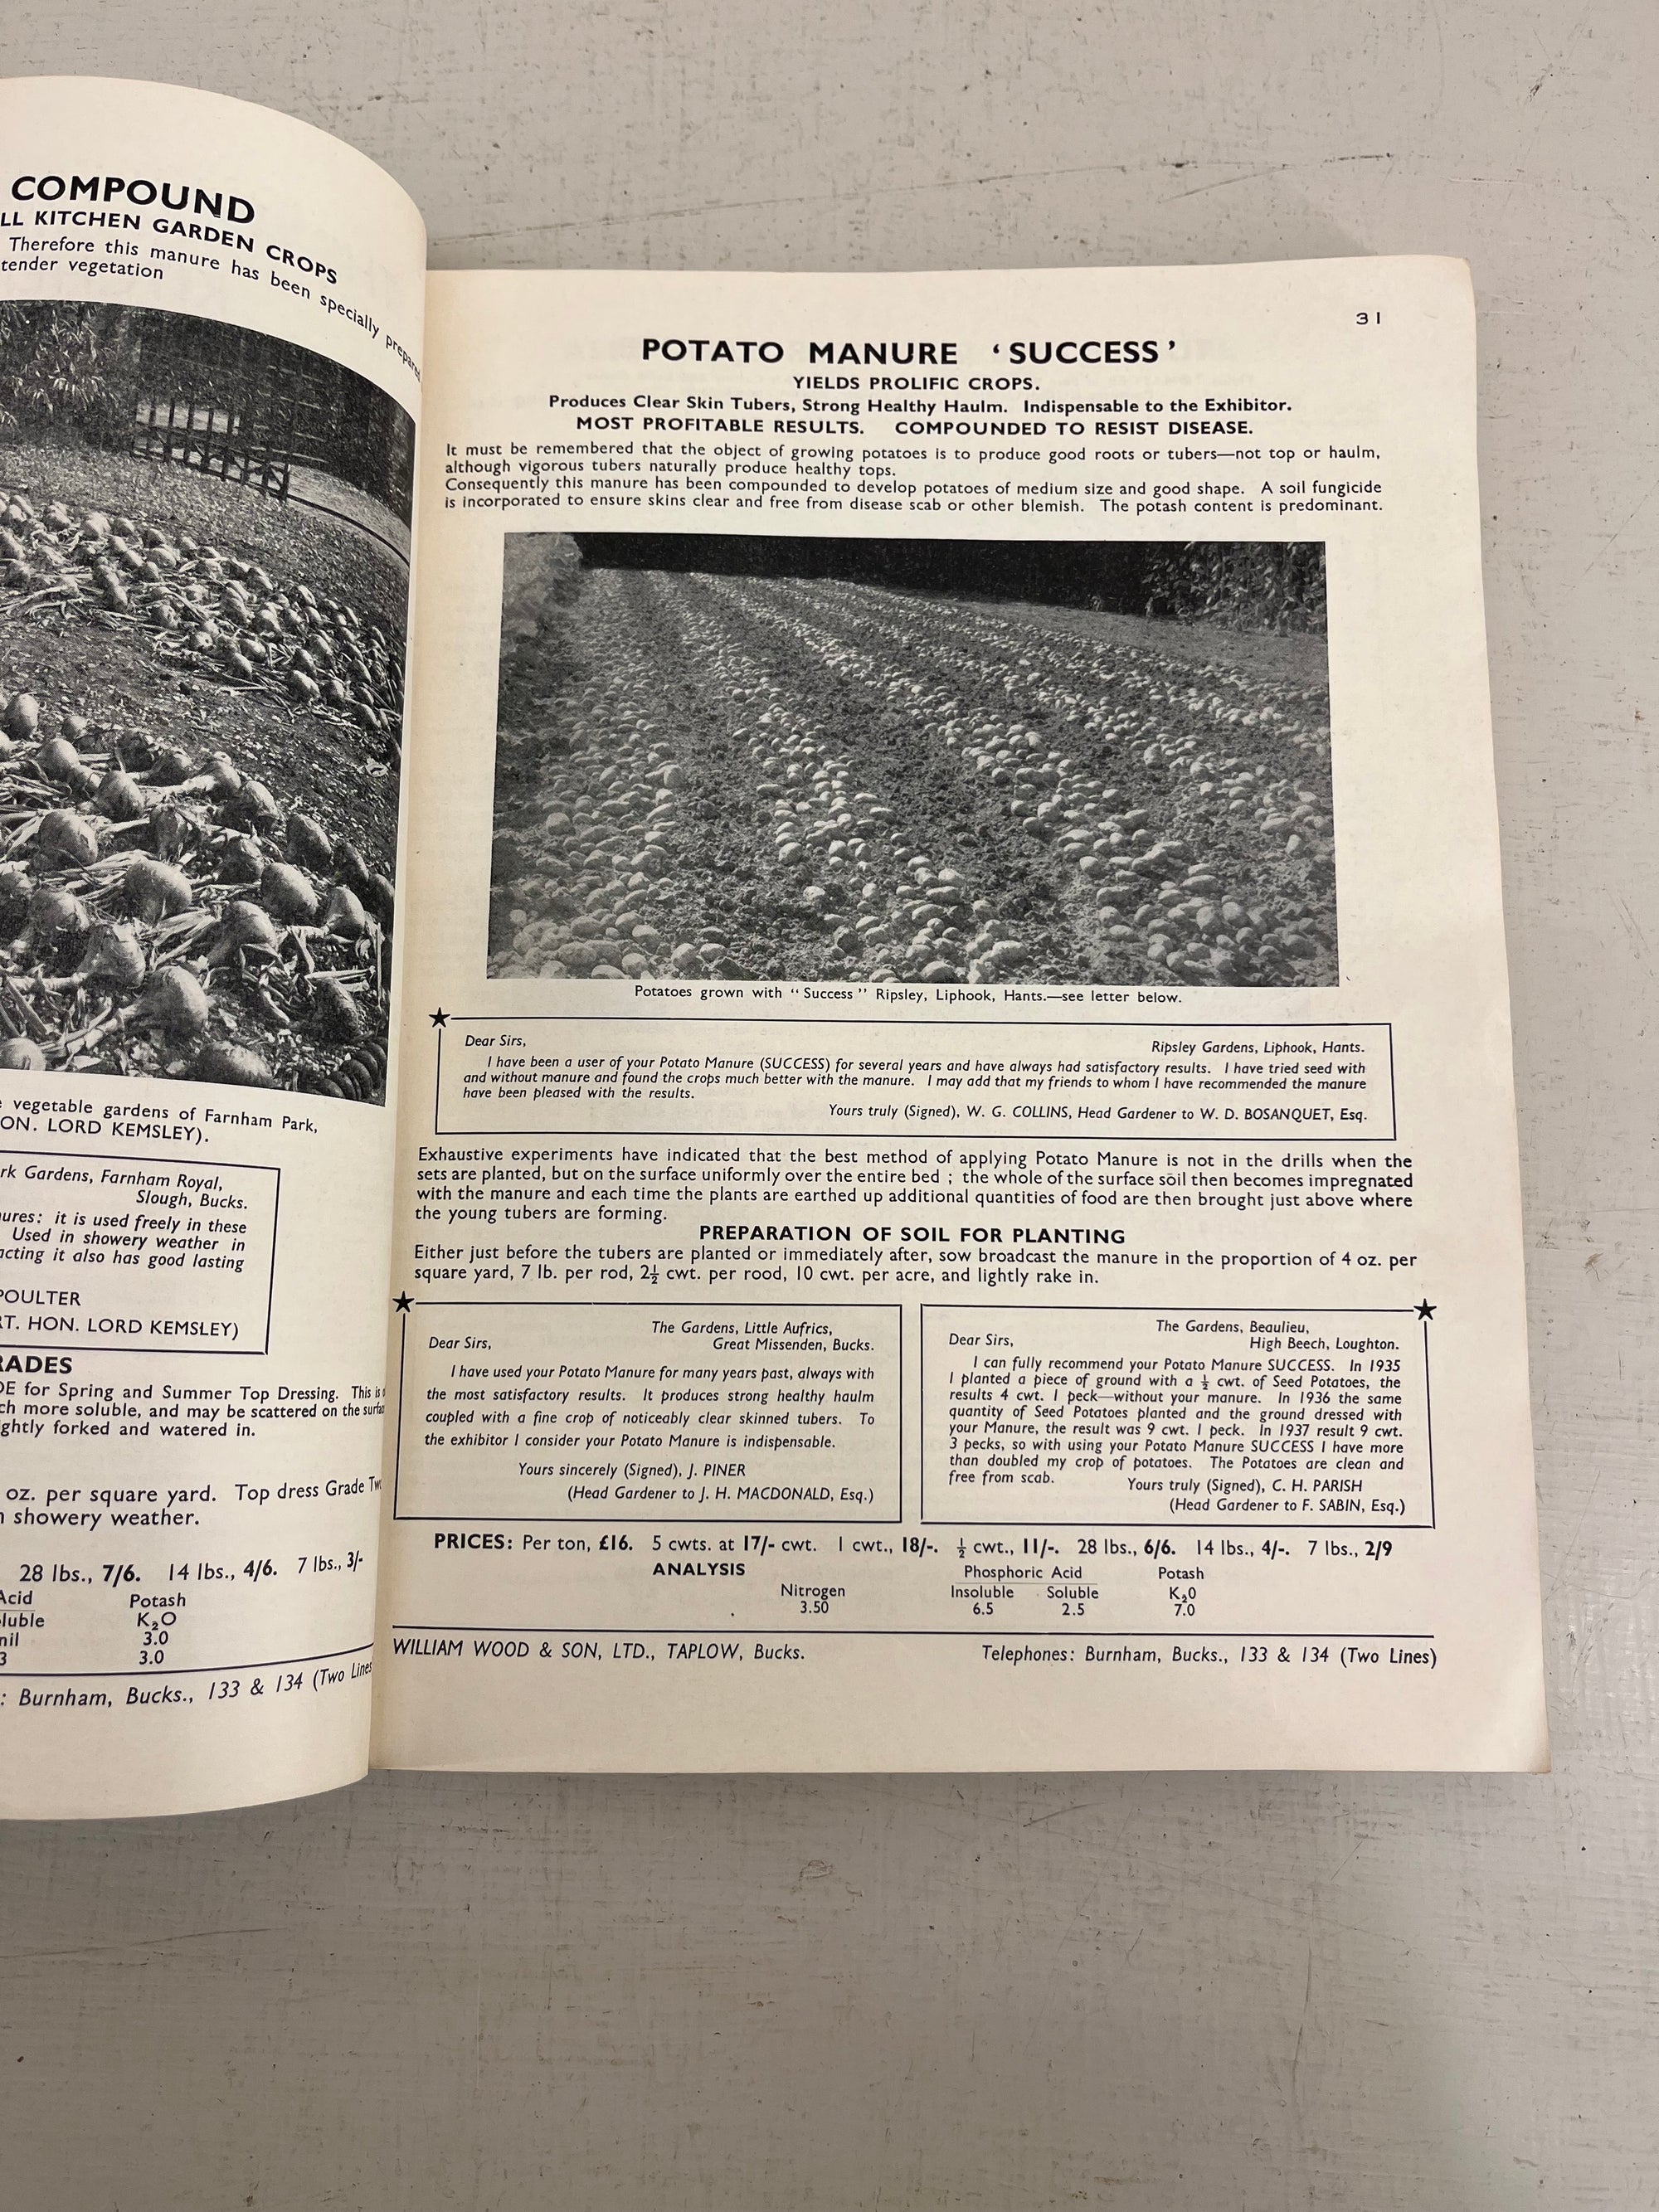 COMPOUND
LL KITCHEN GARDEN CROPS
Therefore this manure has been specially prepared
tender vegetation
vegetable gardens of Farnham Park,
ON. LORD KEMSLEY).
rk Gardens, Farnham Royal,
Slough, Bucks.
ures: it is used freely in these
Used in showery weather in
acting it also has good lasting
POULTER
RT. HON. LORD KEMSLEY)
RADES
DE for Spring and Summer Top Dressing. This is
ch more soluble, and may be scattered on the surface
ghtly forked and watered in.
oz. per square yard. Top dress Grade Two
n showery weather.
28 lbs., 7/6. 14 lbs., 4/6. 7 lbs., 3/-
Acid Potash
luble K₂O
nil 3.0
3 3.0
: Burnham, Bucks., 133 & 134 (Two Lines
31
POTATO MANURE ‘SUCCESS’
YIELDS PROLIFIC CROPS.
Produces Clear Skin Tubers, Strong Healthy Haulm. Indispensable to the Exhibitor.
MOST PROFITABLE RESULTS. COMPOUNDED TO RESIST DISEASE.
It must be remembered that the object of growing potatoes is to produce good roots or tubers—not top or haulm,
although vigorous tubers naturally produce healthy tops.
Consequently this manure has been compounded to develop potatoes of medium size and good shape. A soil fungicide
is incorporated to ensure skins clear and free from disease scab or other blemish. The potash content is predominant.
Potatoes grown with “Success” Ripsley, Liphook, Hants.—see letter below.
Dear Sirs,
Ripsley Gardens, Liphook, Hants.
I have been a user of your Potato Manure (SUCCESS) for several years and have always had satisfactory results. I have tried seed with
and without manure and found the crops much better with the manure. I may add that my friends to whom I have recommended the manure
have been pleased with the results.
Yours truly (Signed), W. G. COLLINS, Head Gardener to W. D. BOSANQUET, Esq.
Exhaustive experiments have indicated that the best method of applying Potato Manure is not in the drills when the
sets are planted, but on the surface uniformly over the entire bed ; the whole of the surface soil then becomes impregnated
with the manure and each time the plants are earthed up additional quantities of food are then brought just above where
the young tubers are forming.
PREPARATION OF SOIL FOR PLANTING
Either just before the tubers are planted or immediately after, sow broadcast the manure in the proportion of 4 oz. per
square yard, 7 lb. per rod, 2½ cwt. per rood, 10 cwt. per acre, and lightly rake in.
The Gardens, Little Aufrics,
Dear Sirs, Great Missenden, Bucks.
I have used your Potato Manure for many years past, always with
the most satisfactory results. It produces strong healthy haulm
coupled with a fine crop of noticeably clear skinned tubers. To
the exhibitor I consider your Potato Manure is indispensable.
Yours sincerely (Signed), J. PINER
(Head Gardener to J. H. MACDONALD, Esq.)
The Gardens, Beaulieu,
Dear Sirs, High Beech, Loughton.
I can fully recommend your Potato Manure SUCCESS. In 1935
I planted a piece of ground with a ½ cwt. of Seed Potatoes, the
results 4 cwt. 1 peck—without your manure. In 1936 the same
quantity of Seed Potatoes planted and the ground dressed with
your Manure, the result was 9 cwt. 1 peck. In 1937 result 9 cwt.
3 pecks, so with using your Potato Manure SUCCESS I have more
than doubled my crop of potatoes. The Potatoes are clean and
free from scab. Yours truly (Signed), C. H. PARISH
(Head Gardener to F. SABIN, Esq.)
PRICES: Per ton, £16. 5 cwts. at 17/- cwt. 1 cwt., 18/-. ½ cwt., 11/-. 28 lbs., 6/6. 14 lbs., 4/-. 7 lbs., 2/9
ANALYSIS Phosphoric Acid Potash
Nitrogen Insoluble Soluble K₂0
3.50 6.5 2.5 7.0
WILLIAM WOOD & SON, LTD., TAPLOW, Bucks. Telephones: Burnham, Bucks., 133 & 134 (Two Lines)